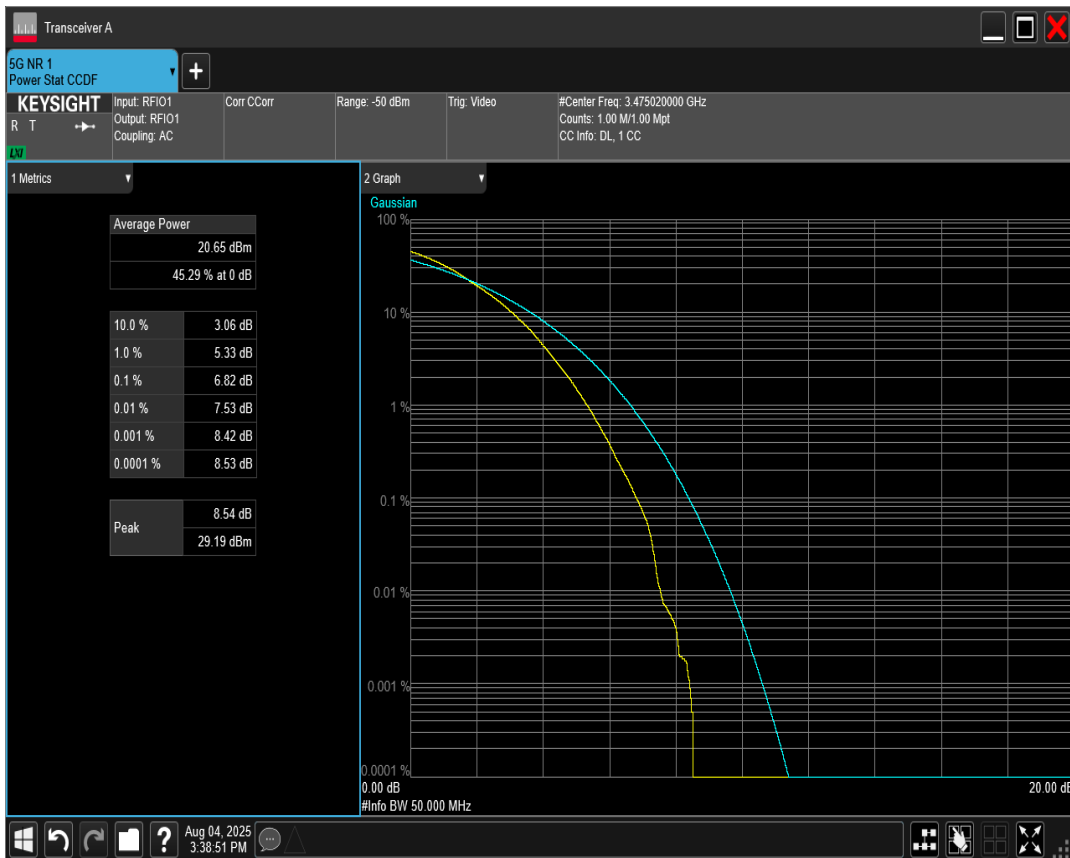 Transceiver A
5G NR 1
Power Stat CCDF
KEYSIGHT
R T
LXI
Input: RFIO1
Output: RFIO1
Coupling: AC
Corr CCorr
Range: -50 dBm
Trig: Video
#Center Freq: 3.475020000 GHz
Counts: 1.00 M/1.00 Mpt
CC Info: DL, 1 CC
1 Metrics
Average Power
20.65 dBm
45.29 % at 0 dB
10.0 % 3.06 dB
1.0 % 5.33 dB
0.1 % 6.82 dB
0.01 % 7.53 dB
0.001 % 8.42 dB
0.0001 % 8.53 dB
Peak
8.54 dB
29.19 dBm
2 Graph
Gaussian
100 %
10 %
1 %
0.1 %
0.01 %
0.001 %
0.0001 %
0.00 dB 20.00 dB
#Info BW 50.000 MHz
?
Aug 04, 2025
3:38:51 PM